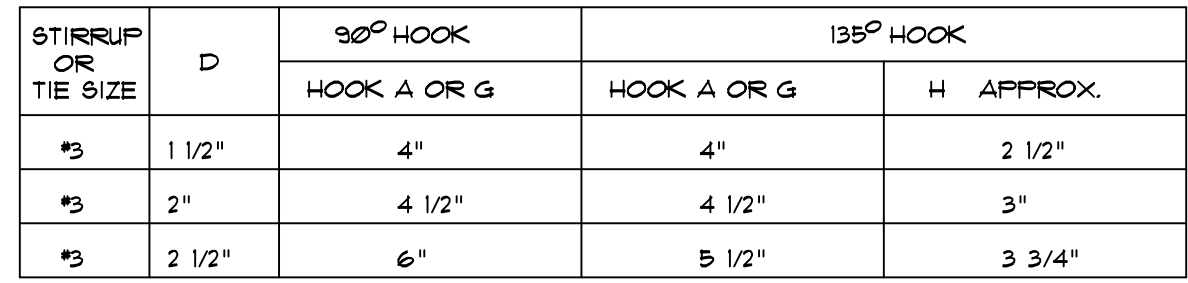 STIRRUP OR TIE SIZE	D	90° HOOK	135° HOOK
HOOK A OR G	HOOK A OR G	H APPROX.
#3	1 1/2"	4"	4"	2 1/2"
#3	2"	4 1/2"	4 1/2"	3"
#3	2 1/2"	6"	5 1/2"	3 3/4"